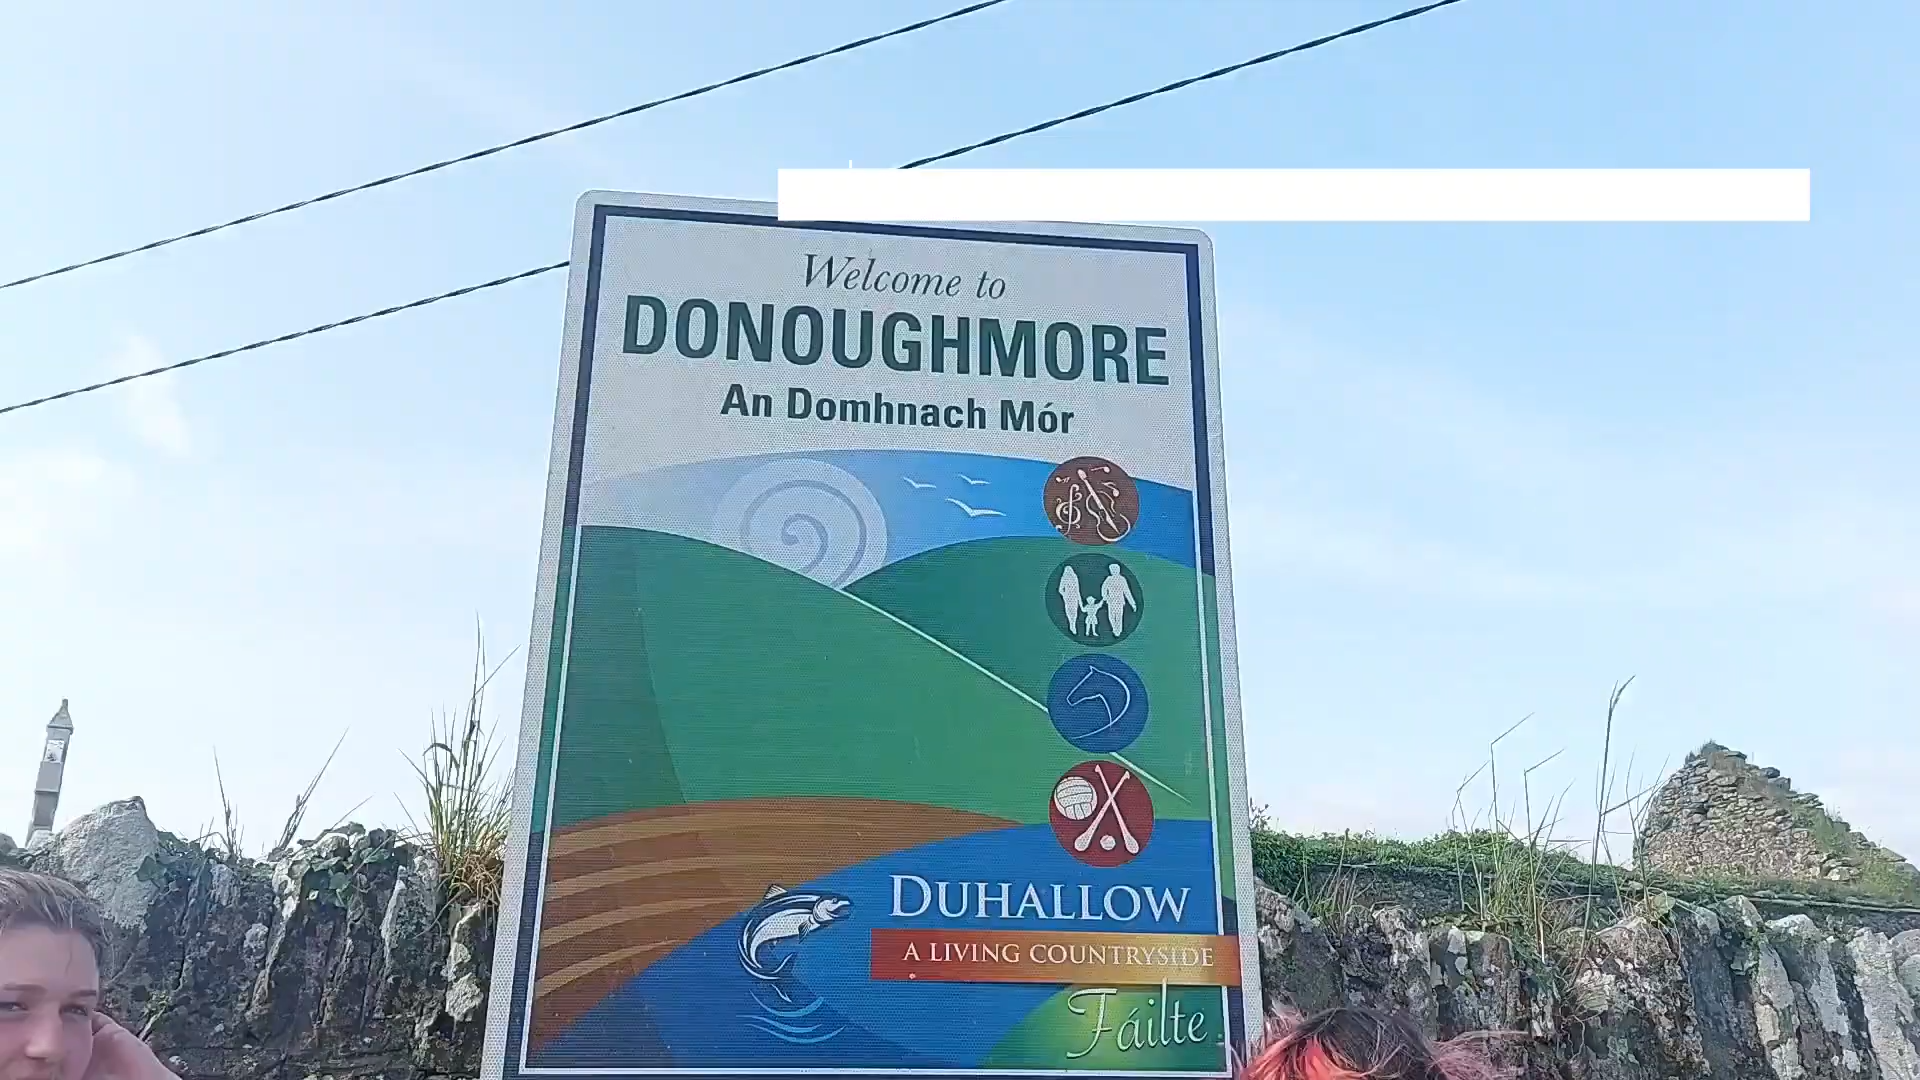 Welcome to
DONOUGHMORE
An Domhnach Mór
DUHALLOW
A LIVING COUNTRYSIDE
Fáilte